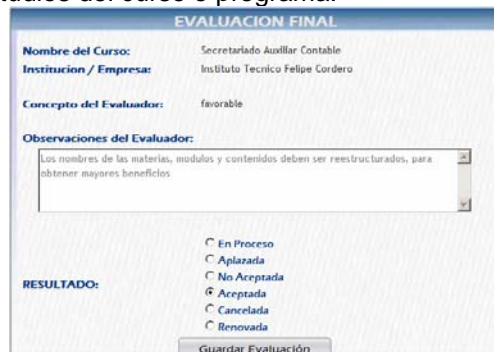 tudios del curso o programa.
EVALUACION FINAL
Nombre del Curso: Secretariado Auxiliar Contable
Institucion / Empresa: Instituto Tecnico Felipe Cordero
Concepto del Evaluador: favorable
Observaciones del Evaluador:
Los nombres de las materias, modulos y contenidos deben ser reestructurados, para
obtener mayores beneficios
En Proceso
Aplazada
No Aceptada
RESULTADO: Aceptada
Cancelada
Renovada
Guardar Evaluación